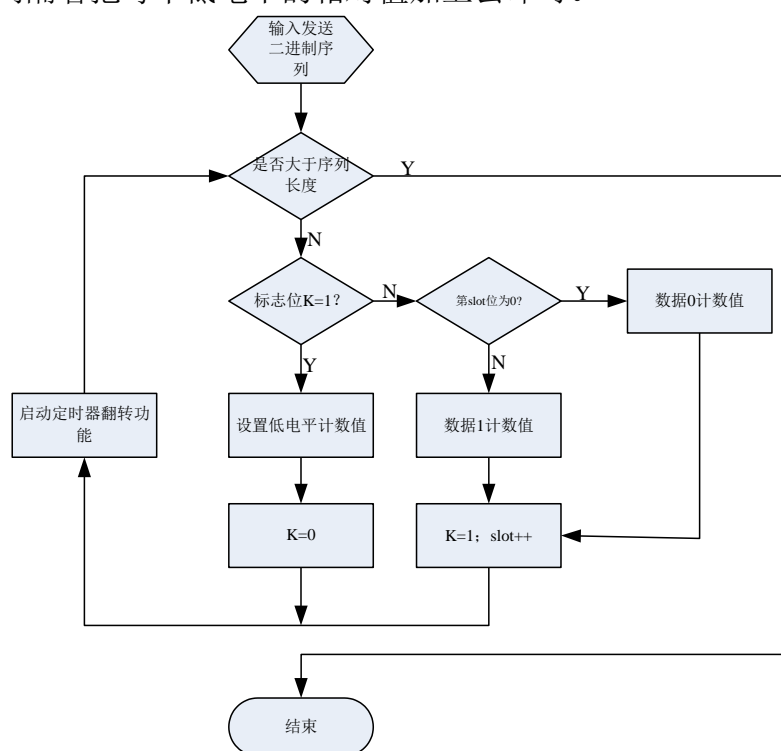 输入发送
二进制序
列
是否大于序列
长度
Y
N
标志位K=1?
N
第slot位为0?
Y
数据0计数值
Y
N
启动定时器翻转功
能
设置低电平计数值
数据1计数值
K=0
K=1; slot++
结束